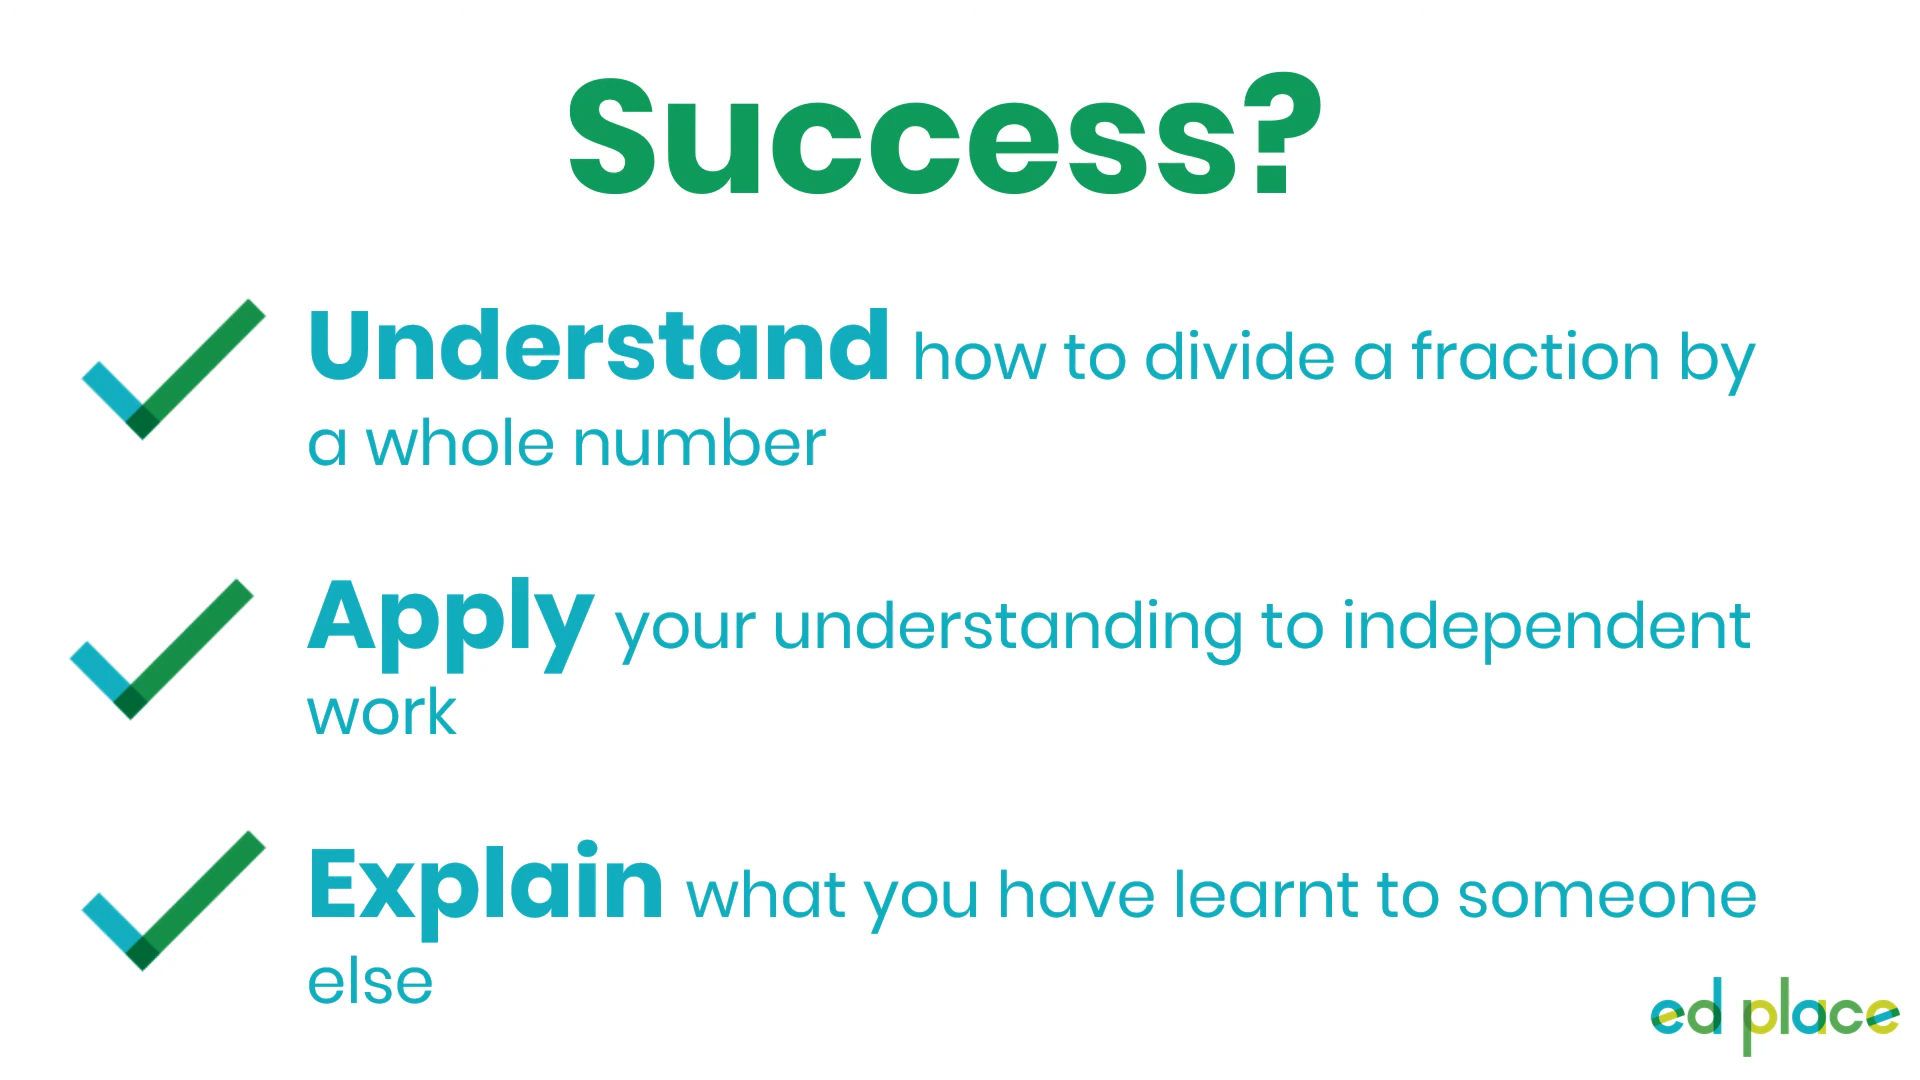 Success?
Understand how to divide a fraction by
a whole number
Apply your understanding to independent
work
Explain what you have learnt to someone
else
ed place